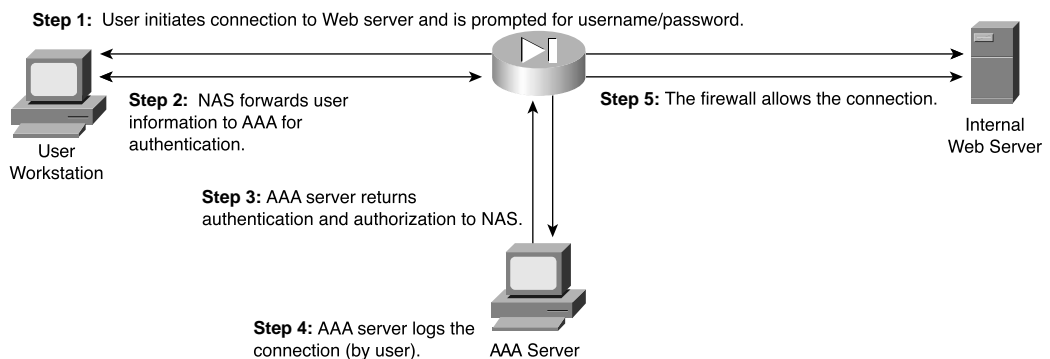 Step 1: User initiates connection to Web server and is prompted for username/password.
Step 2: NAS forwards user
information to AAA for
authentication.
Step 5: The firewall allows the connection.
User
Workstation
Internal
Web Server
Step 3: AAA server returns
authentication and authorization to NAS.
Step 4: AAA server logs the
connection (by user).
AAA Server